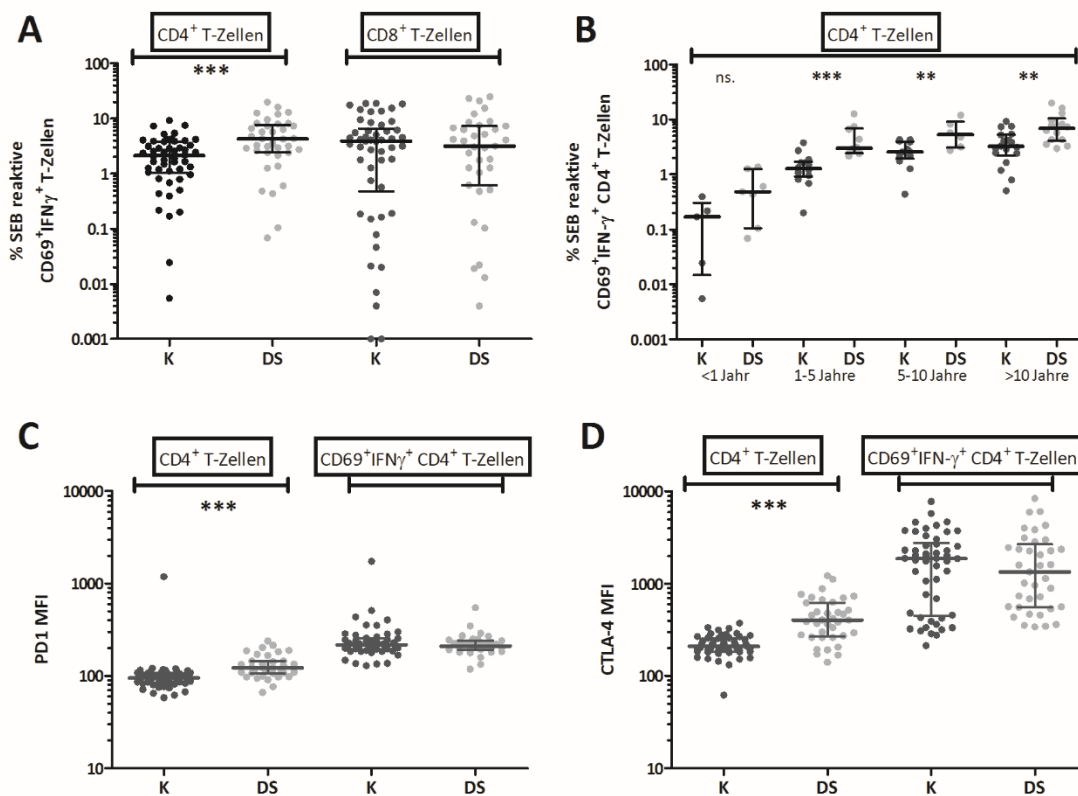 A
CD4⁺ T-Zellen
CD8⁺ T-Zellen
***
% SEB reaktive
CD69⁺IFNγ⁺ T-Zellen
100
10
1
0.1
0.01
0.001
K
DS
K
DS
B
CD4⁺ T-Zellen
ns.
***
**
**
% SEB reaktive
CD69⁺IFN-γ⁺ CD4⁺ T-Zellen
100
10
1
0.1
0.01
0.001
K DS K DS K DS K DS
<1 Jahr 1-5 Jahre 5-10 Jahre >10 Jahre
C
CD4⁺ T-Zellen
CD69⁺IFNγ⁺ CD4⁺ T-Zellen
***
PD1 MFI
10000
1000
100
10
K
DS
K
DS
D
CD4⁺ T-Zellen
CD69⁺IFN-γ⁺ CD4⁺ T-Zellen
***
CTLA-4 MFI
10000
1000
100
10
K
DS
K
DS